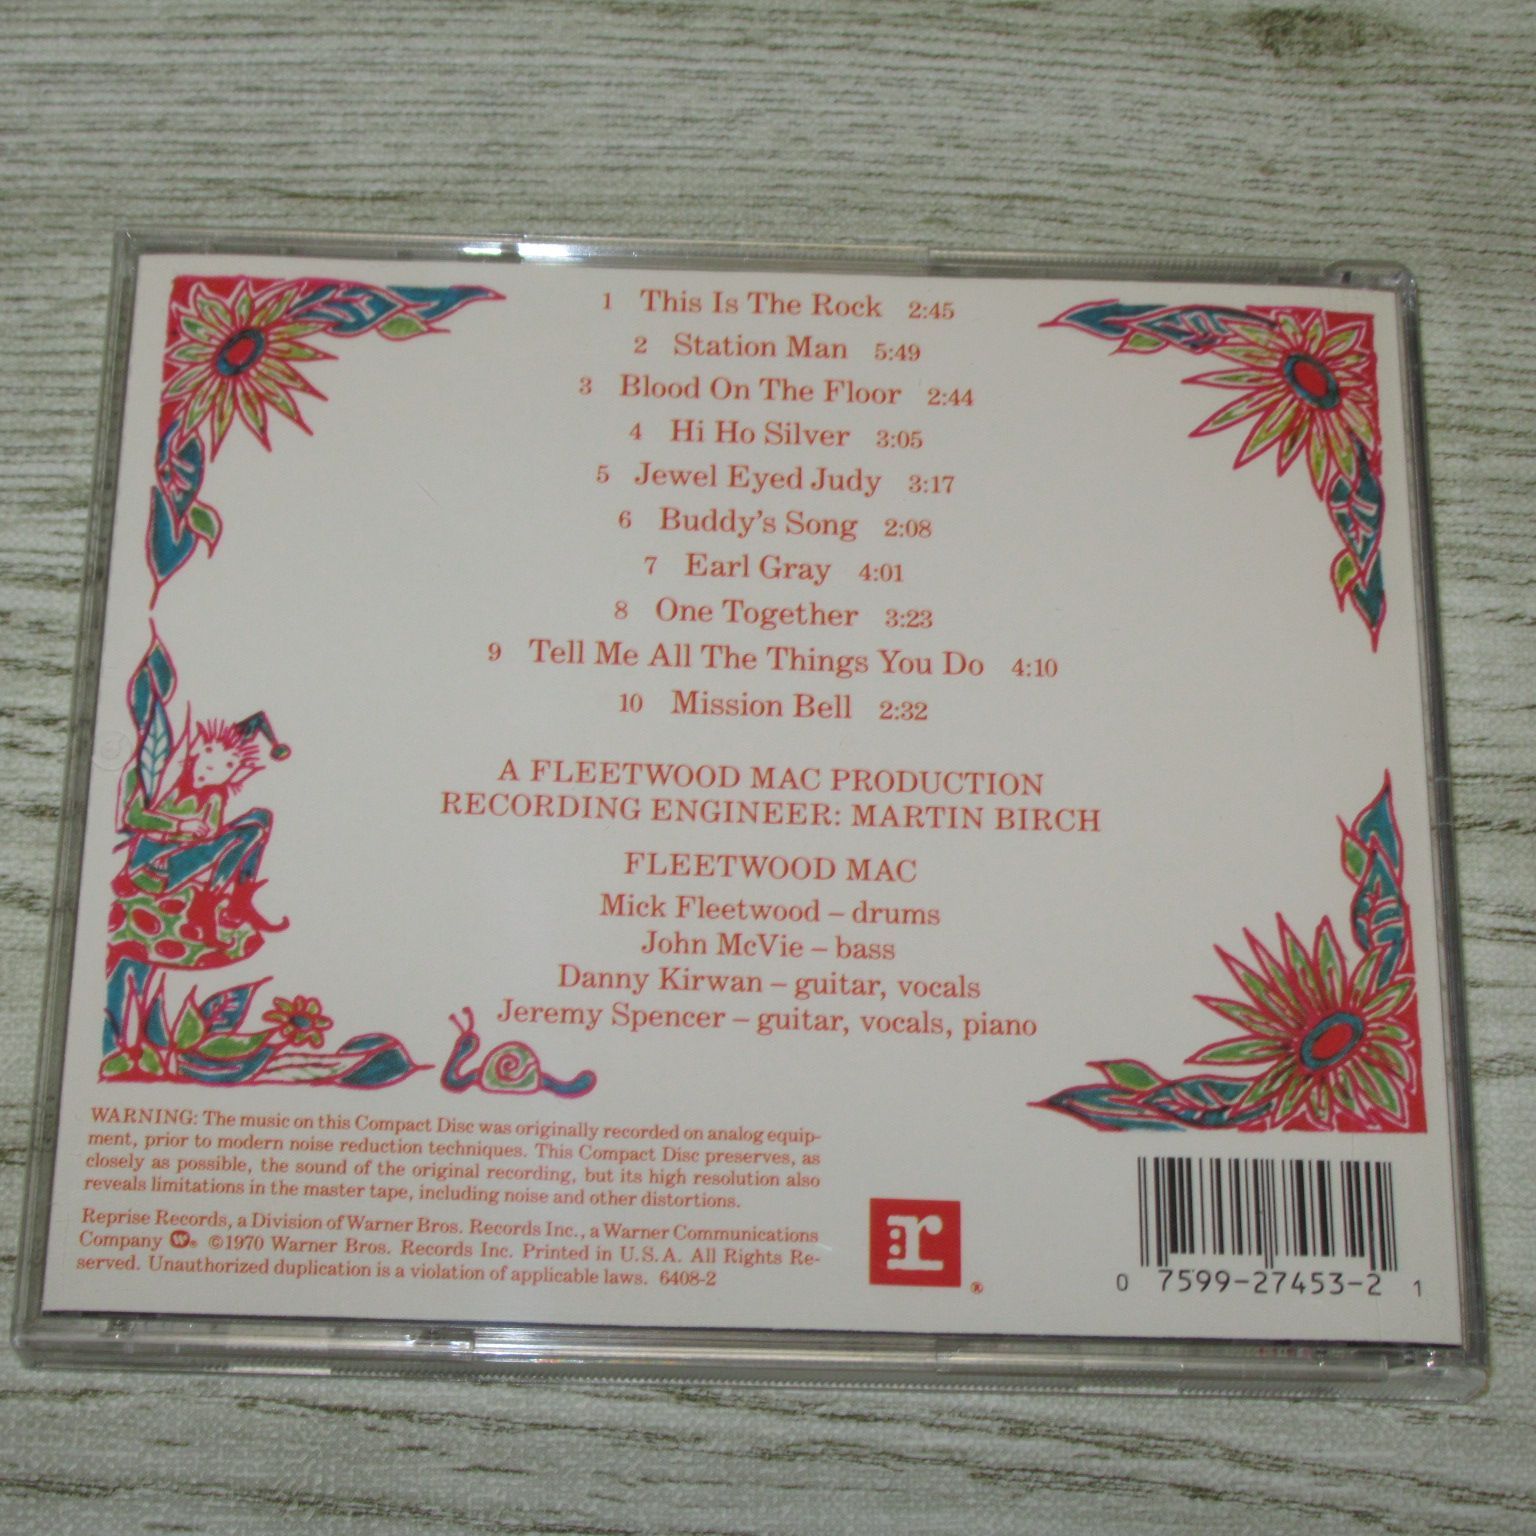 1 This Is The Rock 2:45
2 Station Man 5:49
3 Blood On The Floor 2:44
4 Hi Ho Silver 3:05
5 Jewel Eyed Judy 3:17
6 Buddy's Song 2:08
7 Earl Gray 4:01
8 One Together 3:23
9 Tell Me All The Things You Do 4:10
10 Mission Bell 2:32
A FLEETWOOD MAC PRODUCTION
RECORDING ENGINEER: MARTIN BIRCH
FLEETWOOD MAC
Mick Fleetwood – drums
John McVie – bass
Danny Kirwan – guitar, vocals
Jeremy Spencer – guitar, vocals, piano
WARNING: The music on this Compact Disc was originally recorded on analog equip-
ment, prior to modern noise reduction techniques. This Compact Disc preserves, as
closely as possible, the sound of the original recording, but its high resolution also
reveals limitations in the master tape, including noise and other distortions.
Reprise Records, a Division of Warner Bros. Records Inc., a Warner Communications
Company W® ©1970 Warner Bros. Records Inc. Printed in U.S.A. All Rights Re-
served. Unauthorized duplication is a violation of applicable laws. 6408-2
:r ®
0 7599-27453-2 1